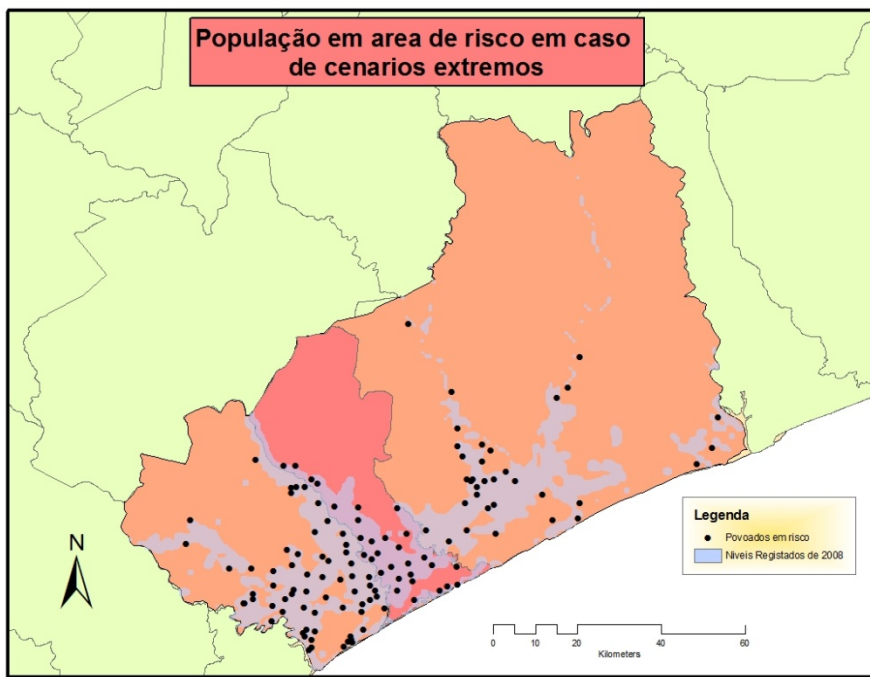 População em area de risco em caso
de cenarios extremos
N
Legenda
Povoados em risco
Niveis Registados de 2008
0 10 20 40 60
Kilometers